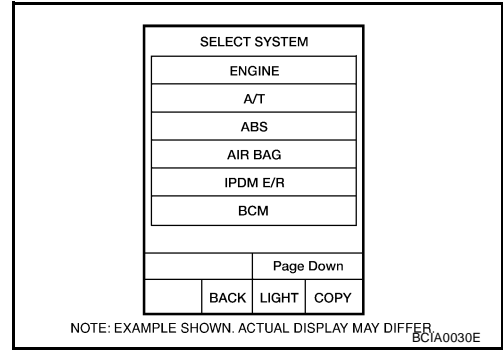 SELECT SYSTEM
ENGINE
A/T
ABS
AIR BAG
IPDM E/R
BCM
Page Down
BACK LIGHT COPY
NOTE: EXAMPLE SHOWN. ACTUAL DISPLAY MAY DIFFER.
BCIA0030E